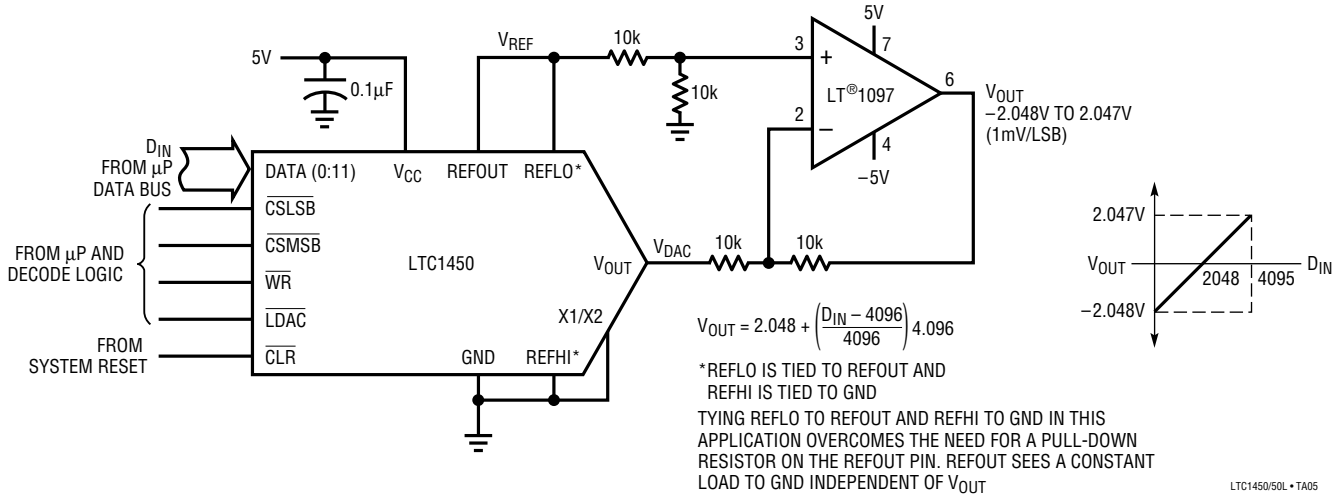 5V
0.1µF
V_REF
10k
10k
5V
3
+
7
LT®1097
2
–
4
–5V
6
V_OUT
–2.048V TO 2.047V
(1mV/LSB)
D_IN
FROM µP
DATA BUS
DATA (0:11)
V_CC
REFOUT
REFLO*
CSLSB
CSMSB
WR
LDAC
CLR
FROM µP AND
DECODE LOGIC
FROM
SYSTEM RESET
LTC1450
V_OUT
X1/X2
GND
REFHI*
V_DAC
10k
10k
2.047V
V_OUT
–2.048V
2048
4095
D_IN
V_OUT = 2.048 + (D_IN – 4096 / 4096) 4.096
*REFLO IS TIED TO REFOUT AND
REFHI IS TIED TO GND
TYING REFLO TO REFOUT AND REFHI TO GND IN THIS
APPLICATION OVERCOMES THE NEED FOR A PULL-DOWN
RESISTOR ON THE REFOUT PIN. REFOUT SEES A CONSTANT
LOAD TO GND INDEPENDENT OF V_OUT
LTC1450/50L • TA05